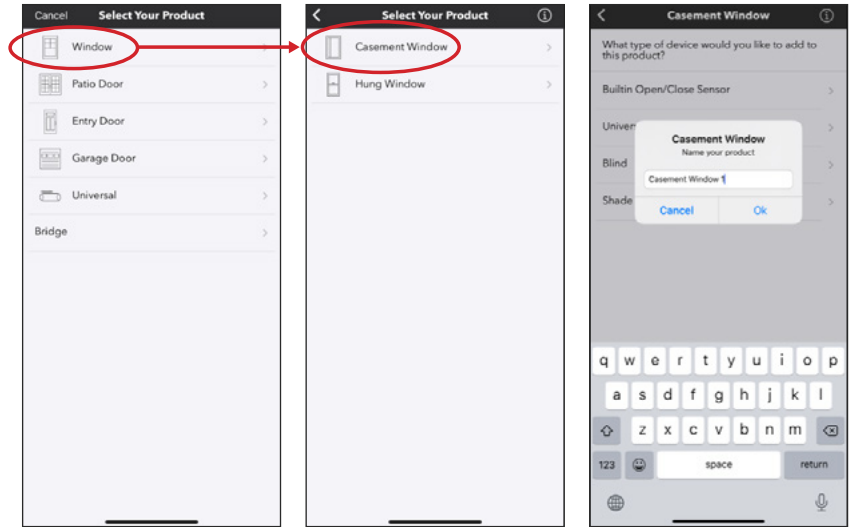 Cancel Select Your Product
Window
Patio Door
Entry Door
Garage Door
Universal
Bridge
Select Your Product
Casement Window
Hung Window
Casement Window
What type of device would you like to add to
this product?
Builtin Open/Close Sensor
Univer
Blind
Shade
Casement Window
Name your product
Casement Window 1
Cancel Ok
q w e r t y u i o p
a s d f g h j k l
z x c v b n m
123 space return